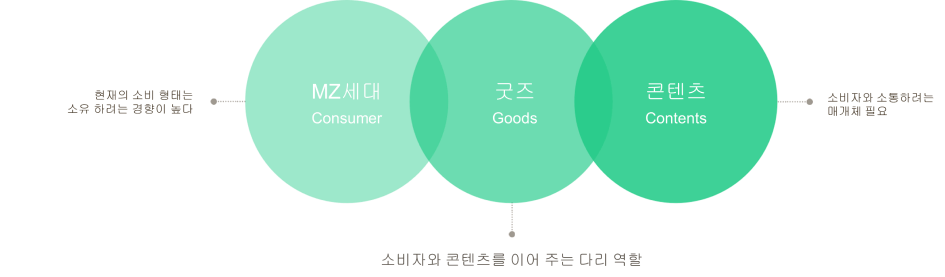 현재의 소비 형태는
소유 하려는 경향이 높다
MZ세대
Consumer
굿즈
Goods
콘텐츠
Contents
소비자와 소통하려는
매개체 필요
소비자와 콘텐츠를 이어 주는 다리 역할